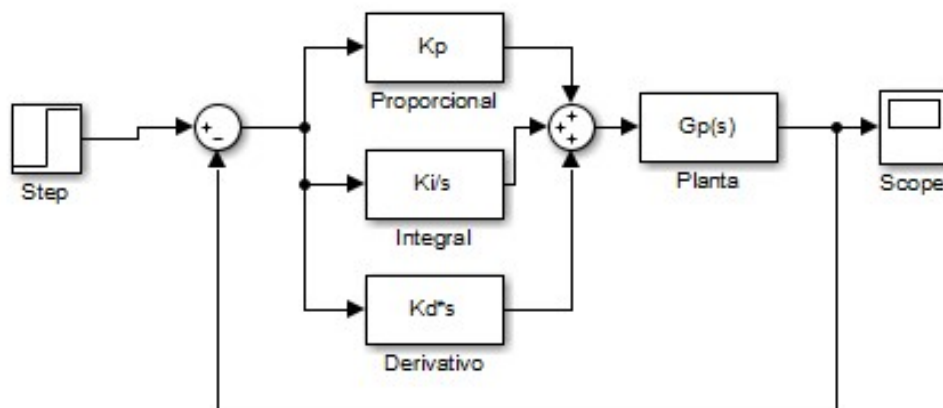 Kp
Proporcional
Step
Ki/s
Integral
Kd*s
Derivativo
Gp(s)
Planta
Scope